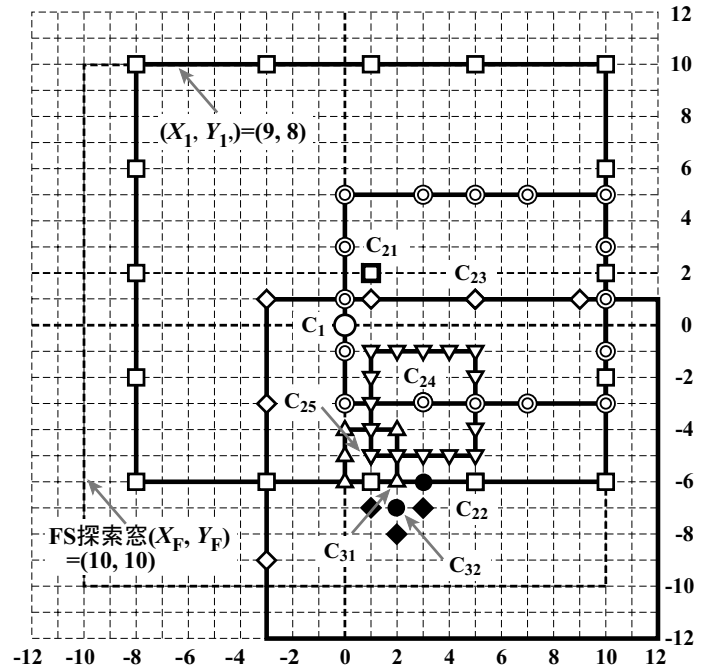 12
10
(X₁, Y₁,)=(9, 8)
8
6
4
C₂₁
C₂₃
2
C₁
0
C₂₄
-2
C₂₅
-4
-6
FS探索窓(X_F, Y_F)
=(10, 10)
C₂₂
C₃₁
C₃₂
-8
-10
-12
-12 -10 -8 -6 -4 -2 0 2 4 6 8 10 12